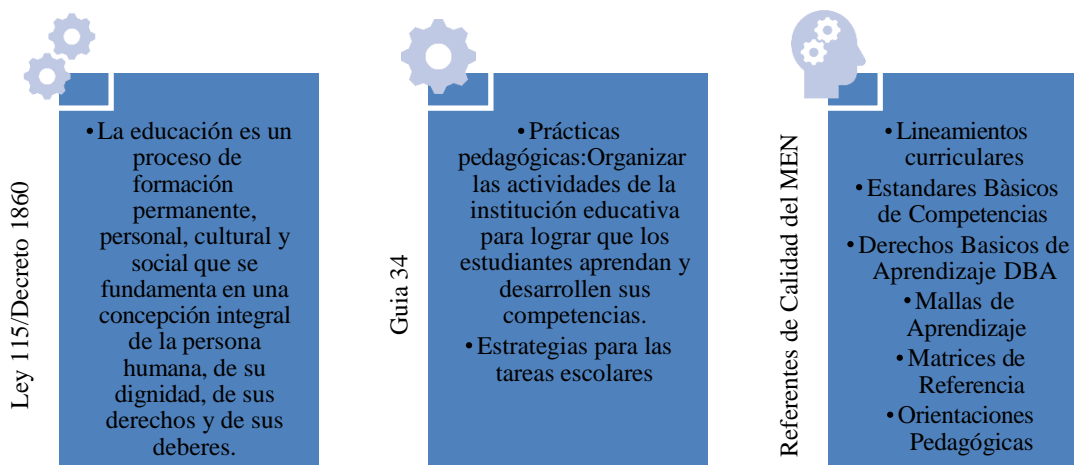 Ley 115/Decreto 1860
•La educación es un
proceso de
formación
permanente,
personal, cultural y
social que se
fundamenta en una
concepción integral
de la persona
humana, de su
dignidad, de sus
derechos y de sus
deberes.
Guia 34
•Prácticas
pedagógicas:Organizar
las actividades de la
institución educativa
para lograr que los
estudiantes aprendan y
desarrollen sus
competencias.
•Estrategias para las
tareas escolares
Referentes de Calidad del MEN
•Lineamientos
curriculares
•Estandares Bàsicos
de Competencias
•Derechos Basicos de
Aprendizaje DBA
•Mallas de
Aprendizaje
•Matrices de
Referencia
•Orientaciones
Pedagógicas